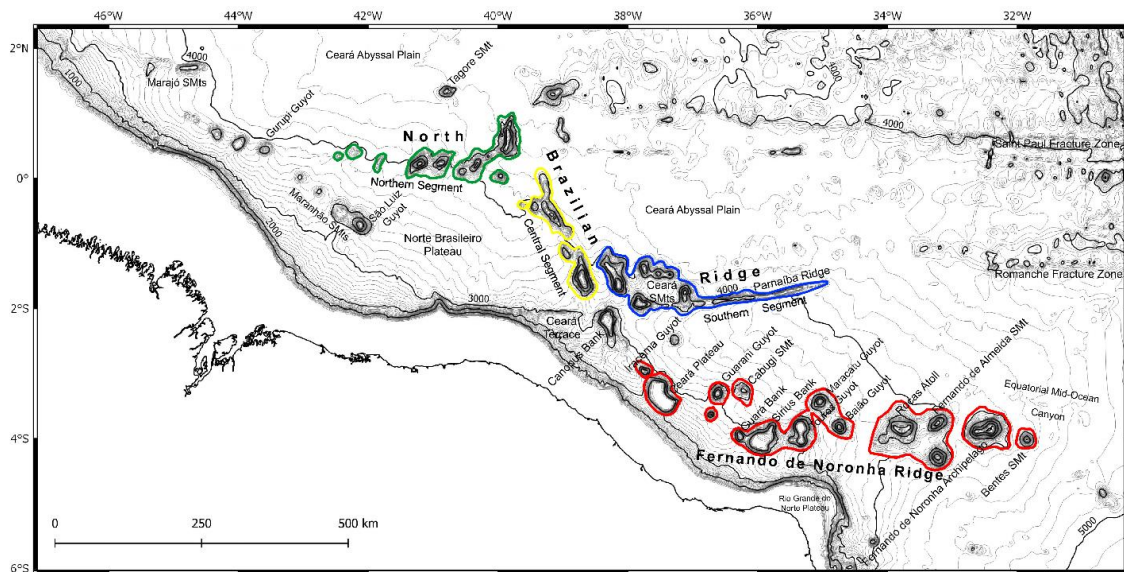 46°W 44°W 42°W 40°W 38°W 36°W 34°W 32°W
2°N
0°
2°S
4°S
6°S
4000
1000
Ceará Abyssal Plain
Marajó SMts
Tagore SMt
4000
4000
Gurupi Guyot
North
Saint Paul Fracture Zone
Northern Segment
Brazilian
Maranhão SMts
São Luiz Guyot
2000
Norte Brasileiro Plateau
Central Segment
Ceará Abyssal Plain
Romanche Fracture Zone
Ridge
Ceará SMts
4000
Parnaíba Ridge
Southern Segment
3000
Ceará Terrace
Canopus Bank
Guyot
Ceará Plateau
Guarani Guyot
Cabugi SMt
Maracatu Guyot
Fernando de Almeida SMt
Rocas Atoll
Sirius Bank
Guyot
Baião Guyot
Suará Bank
Equatorial Mid-Ocean Canyon
Fernando de Noronha Ridge
Fernando de Noronha Archipelago
Bentes SMt
Rio Grande do Norte Plateau
5000
0 250 500 km